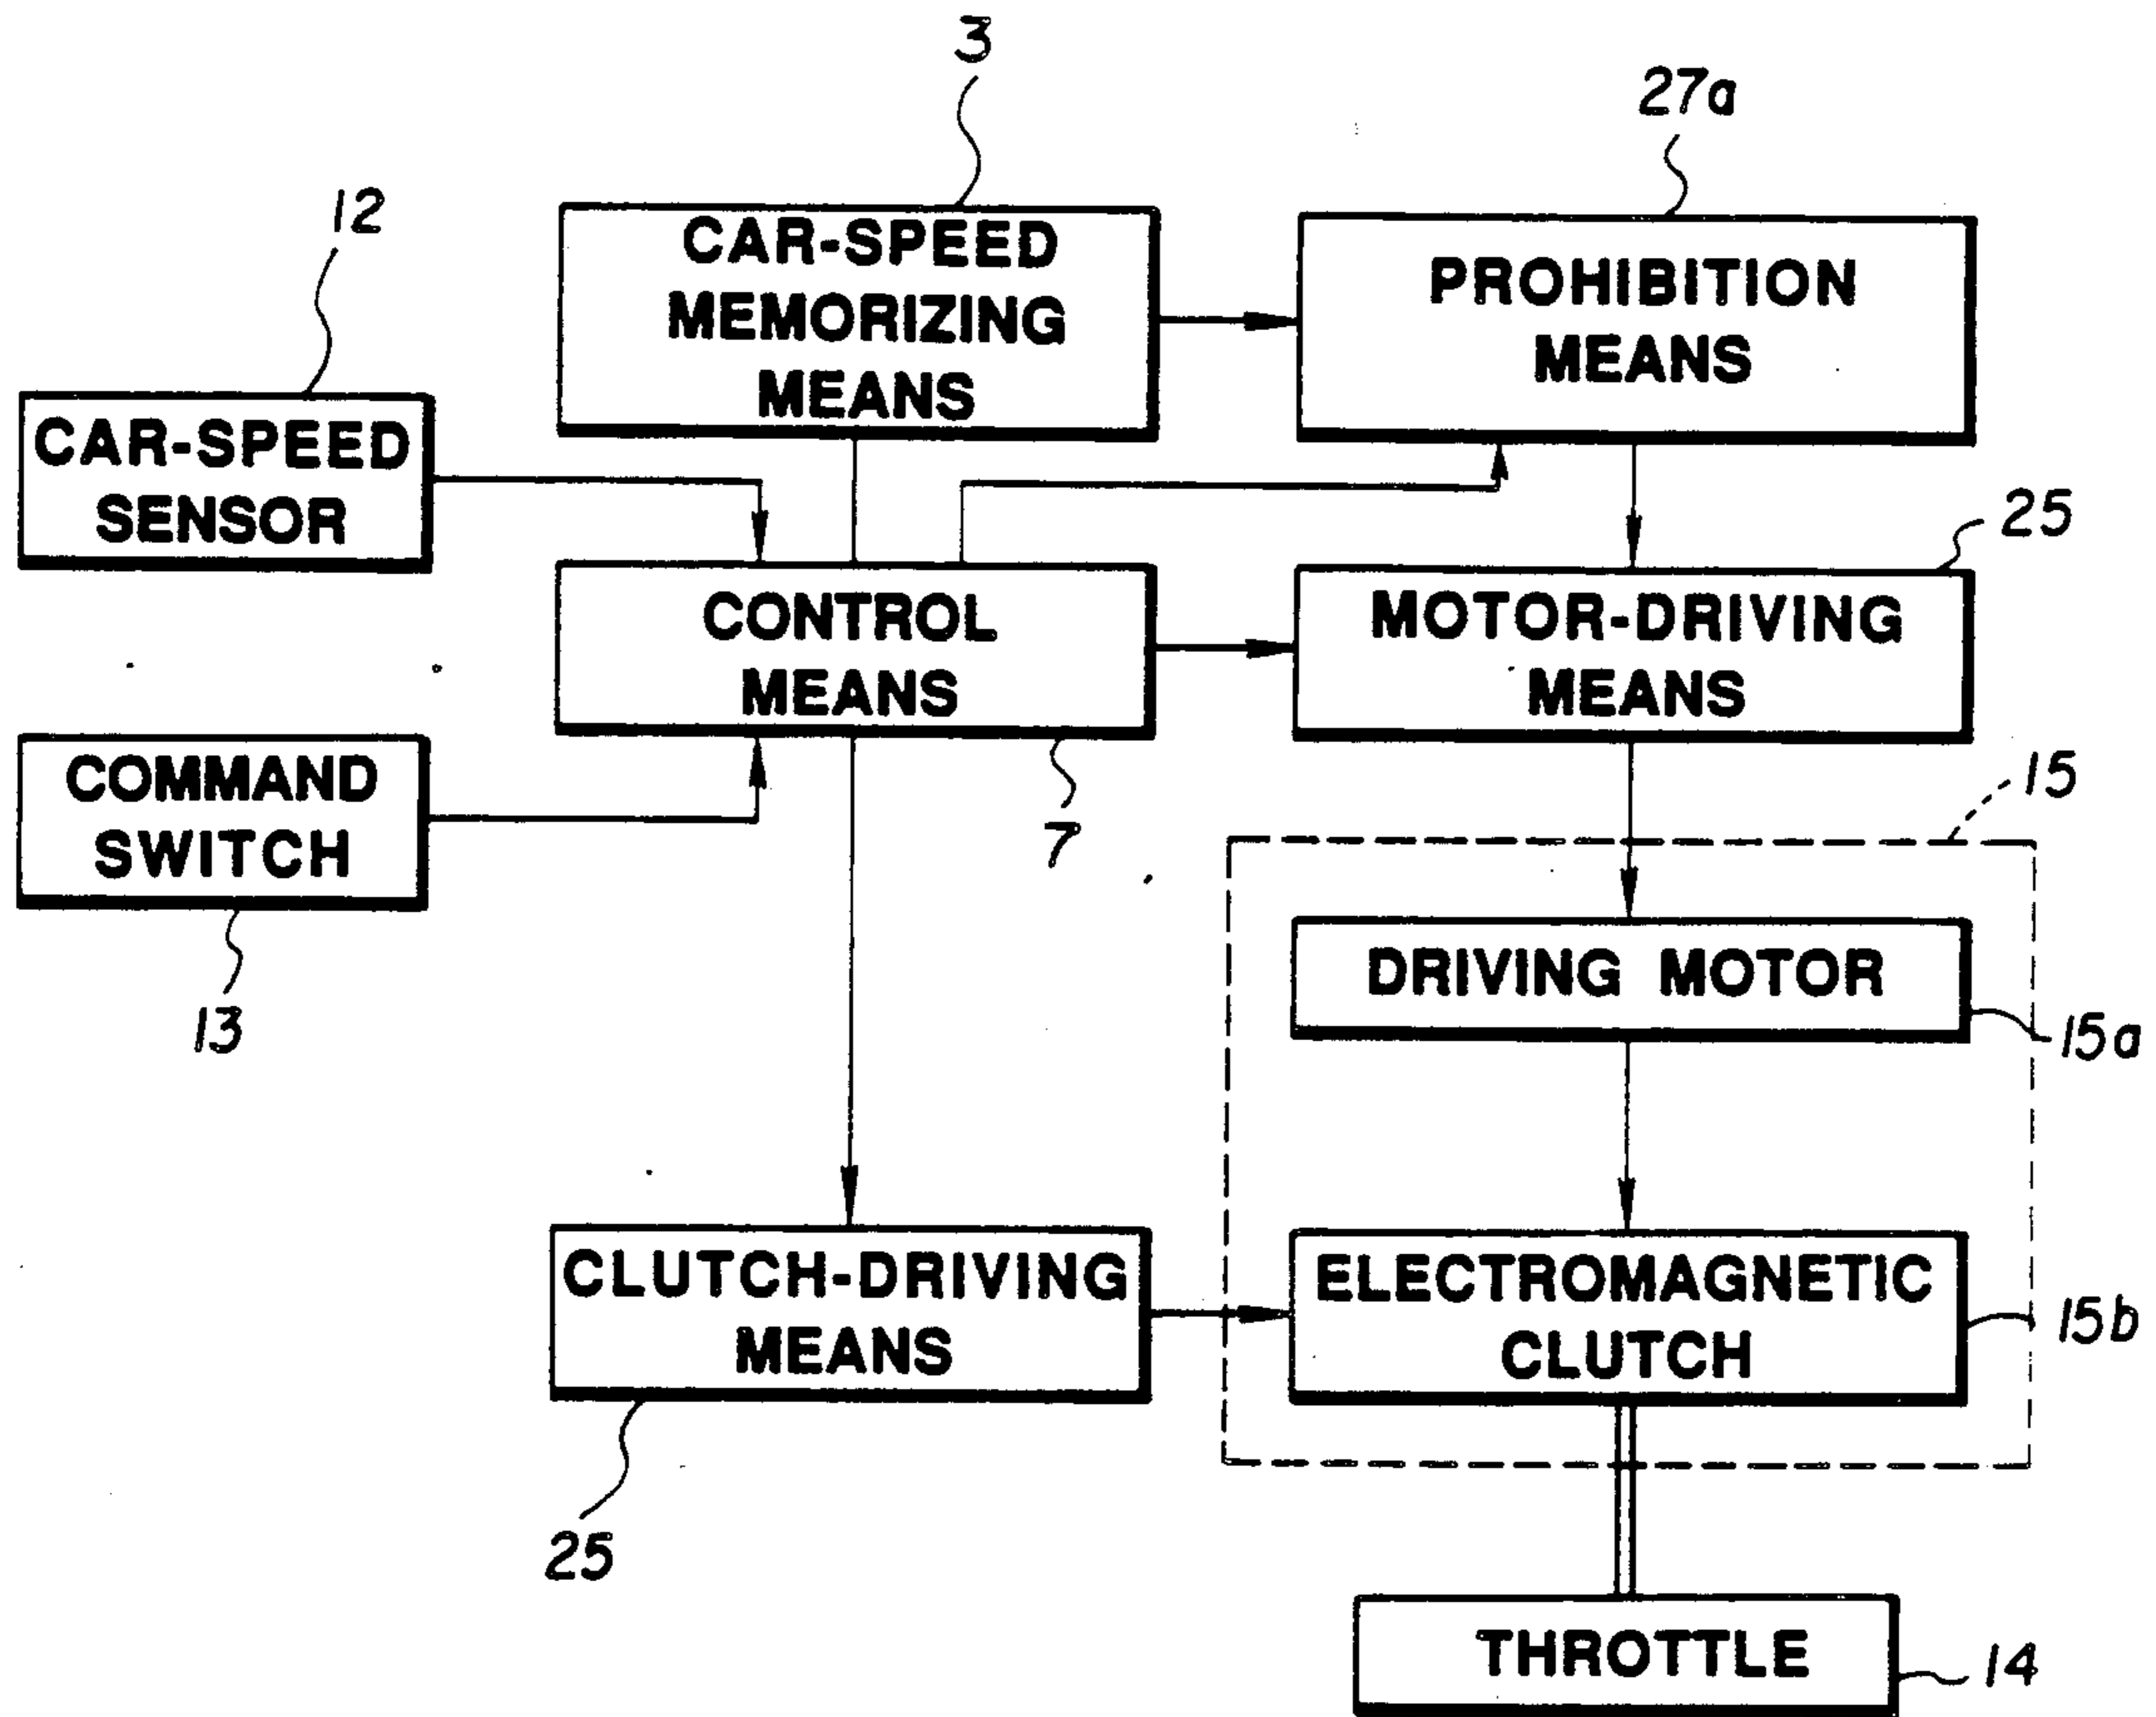 3
27a
12
CAR-SPEED
MEMORIZING
MEANS
PROHIBITION
MEANS
CAR-SPEED
SENSOR
25
CONTROL
MEANS
MOTOR-DRIVING
MEANS
COMMAND
SWITCH
15
7
13
DRIVING MOTOR
15a
CLUTCH-DRIVING
MEANS
ELECTROMAGNETIC
CLUTCH
15b
25
THROTTLE
14